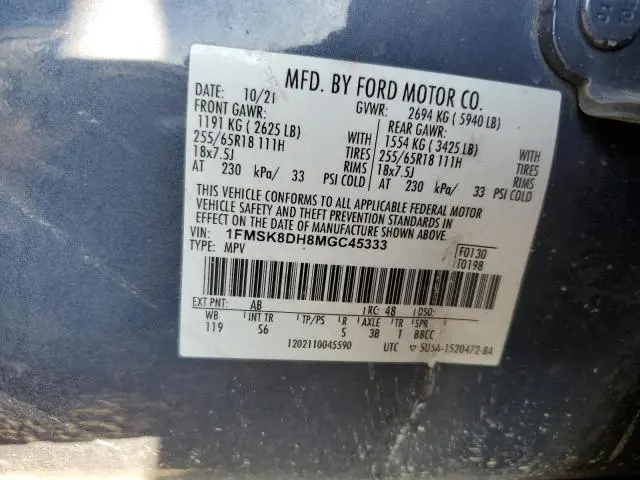 MFD. BY FORD MOTOR CO.
DATE: 10/21 GVWR: 2694 KG ( 5940 LB)
FRONT GAWR: REAR GAWR:
1191 KG ( 2625 LB) WITH 1554 KG ( 3425 LB) WITH
255/65R18 111H TIRES 255/65R18 111H TIRES
18x7.5J RIMS 18x7.5J RIMS
AT 230 kPa/ 33 PSI COLD AT 230 kPa/ 33 PSI COLD
THIS VEHICLE CONFORMS TO ALL APPLICABLE FEDERAL MOTOR
VEHICLE SAFETY AND THEFT PREVENTION STANDARDS IN
EFFECT ON THE DATE OF MANUFACTURE SHOWN ABOVE.
VIN: 1FMSK8DH8MGC45333 F0130
TYPE: MPV T0198
EXT PNT: AB RC: 48 DSO:
WB INT TR TP/PS R AXLE TR SPR
119 S6 S 3B T BBCC
1202110045590 UTC ▽ 5U5A-1520472-BA